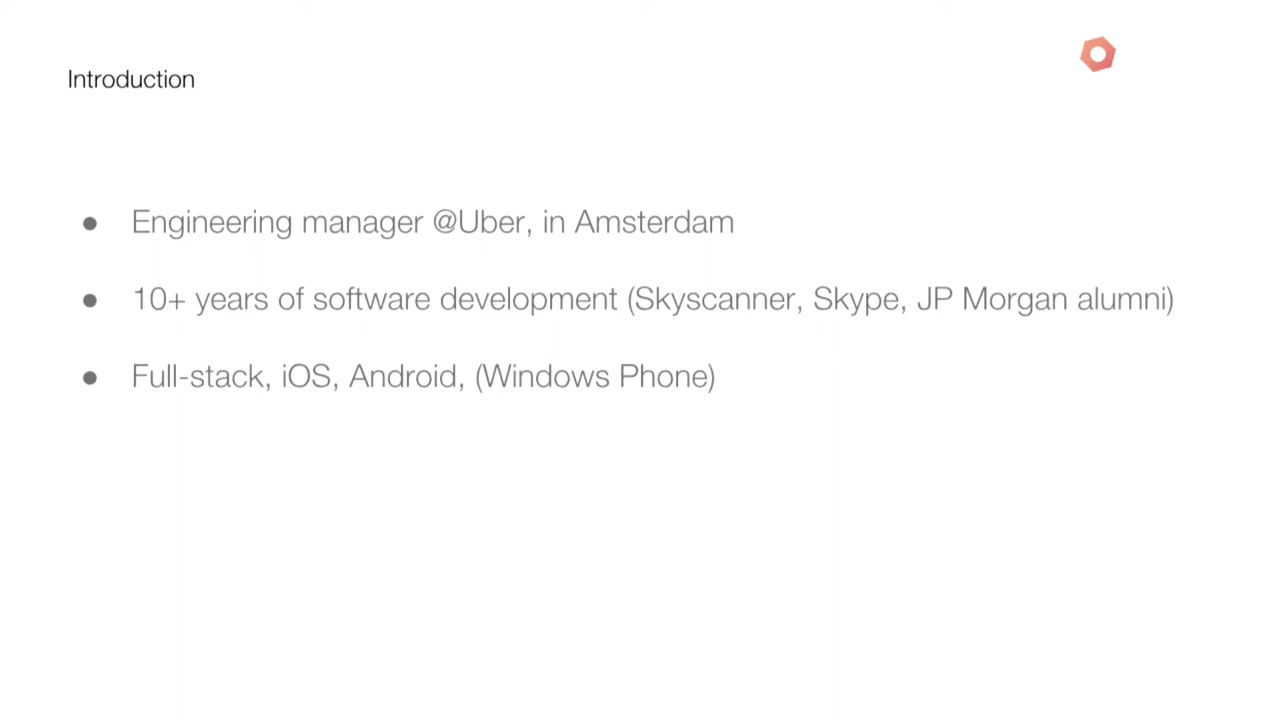 Introduction
● Engineering manager @Uber, in Amsterdam
● 10+ years of software development (Skyscanner, Skype, JP Morgan alumni)
● Full-stack, iOS, Android, (Windows Phone)